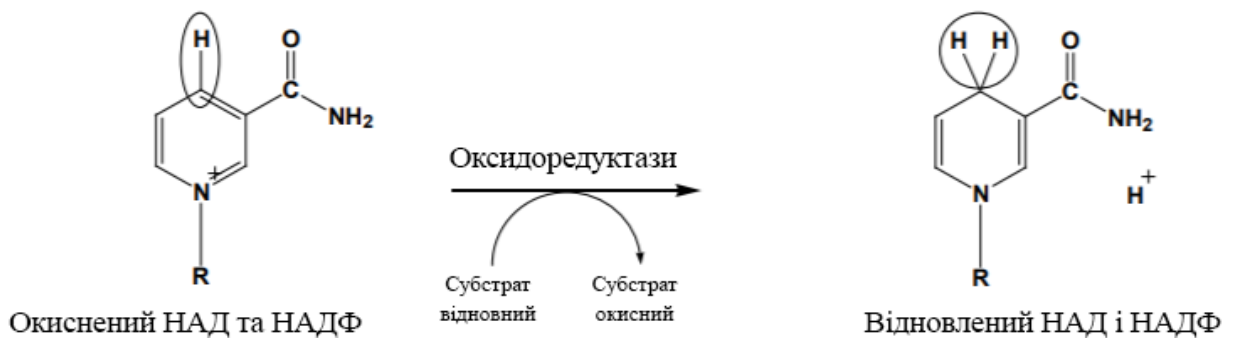 H
O
C
NH2
N
+
R
Окиснений НАД та НАДФ
Оксидоредуктази
Субстрат
відновний
Субстрат
окисний
H H
O
C
NH2
N
H+
R
Відновлений НАД і НАДФ